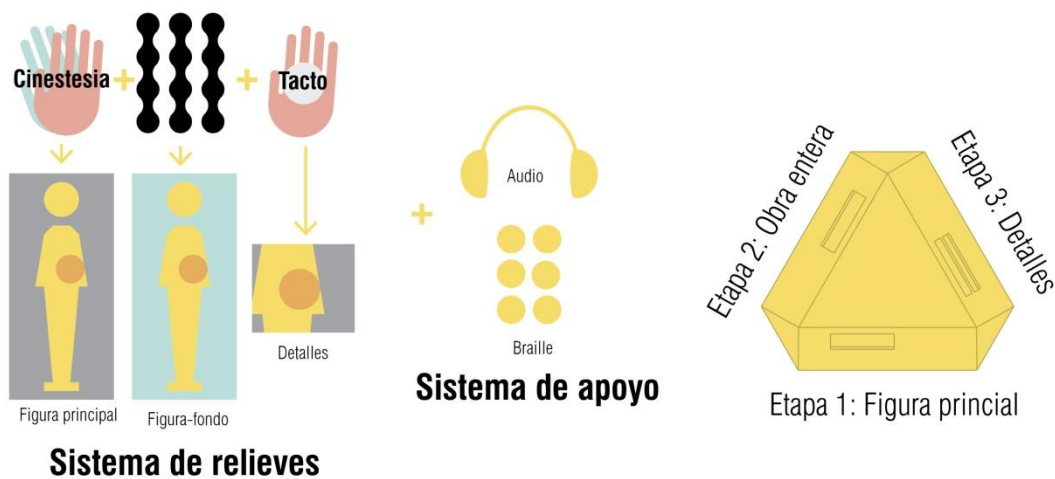 Cinestesia
Tacto
Figura principal
Figura-fondo
Detalles
Sistema de relieves
Audio
Braille
Sistema de apoyo
Etapa 2: Obra entera
Etapa 3: Detalles
Etapa 1: Figura princial